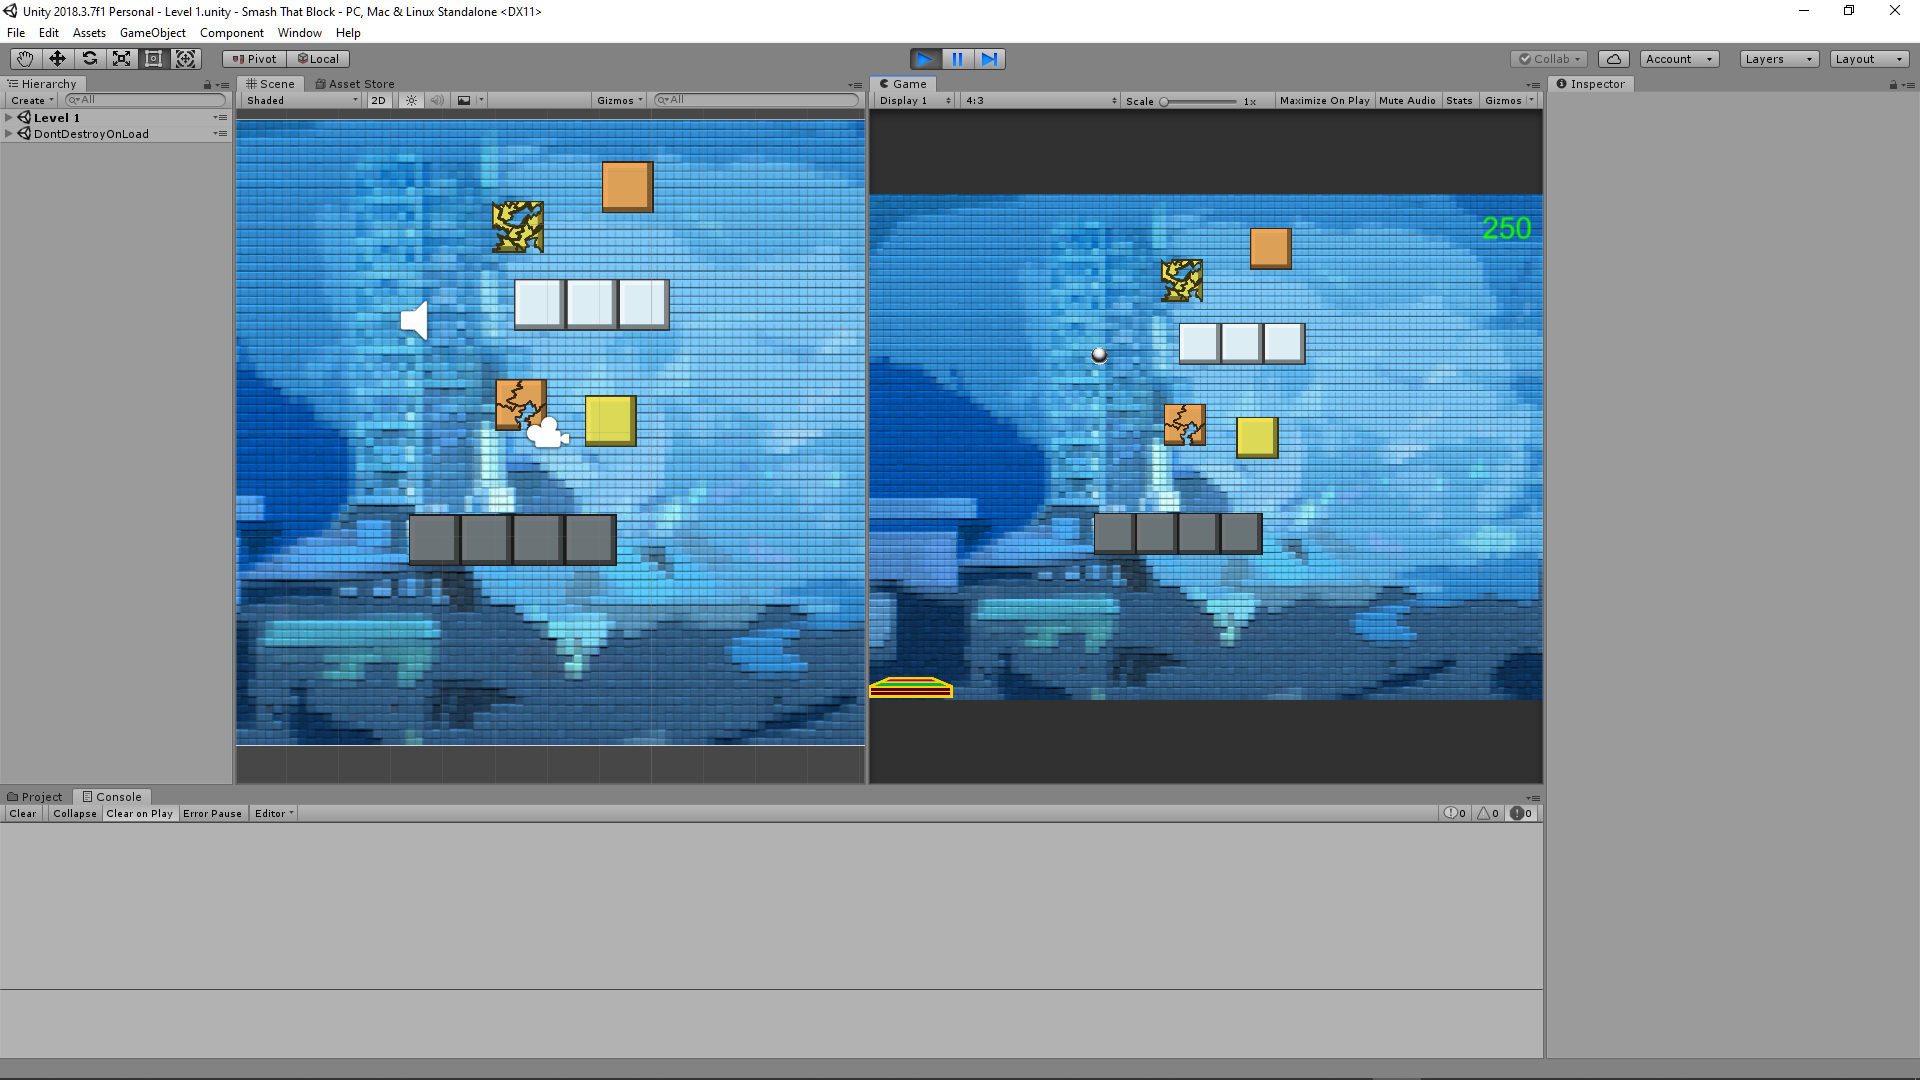 Unity 2018.3.7f1 Personal - Level 1.unity - Smash That Block - PC, Mac & Linux Standalone <DX11>
File Edit Assets GameObject Component Window Help
Pivot Local Collab Account Layers Layout
Hierarchy Scene Asset Store Game Inspector
Create All Shaded 2D Gizmos All Display 1 4:3 Scale 1x Maximize On Play Mute Audio Stats Gizmos
Level 1
DontDestroyOnLoad
250
Project Console
Clear Collapse Clear on Play Error Pause Editor 0 0 0